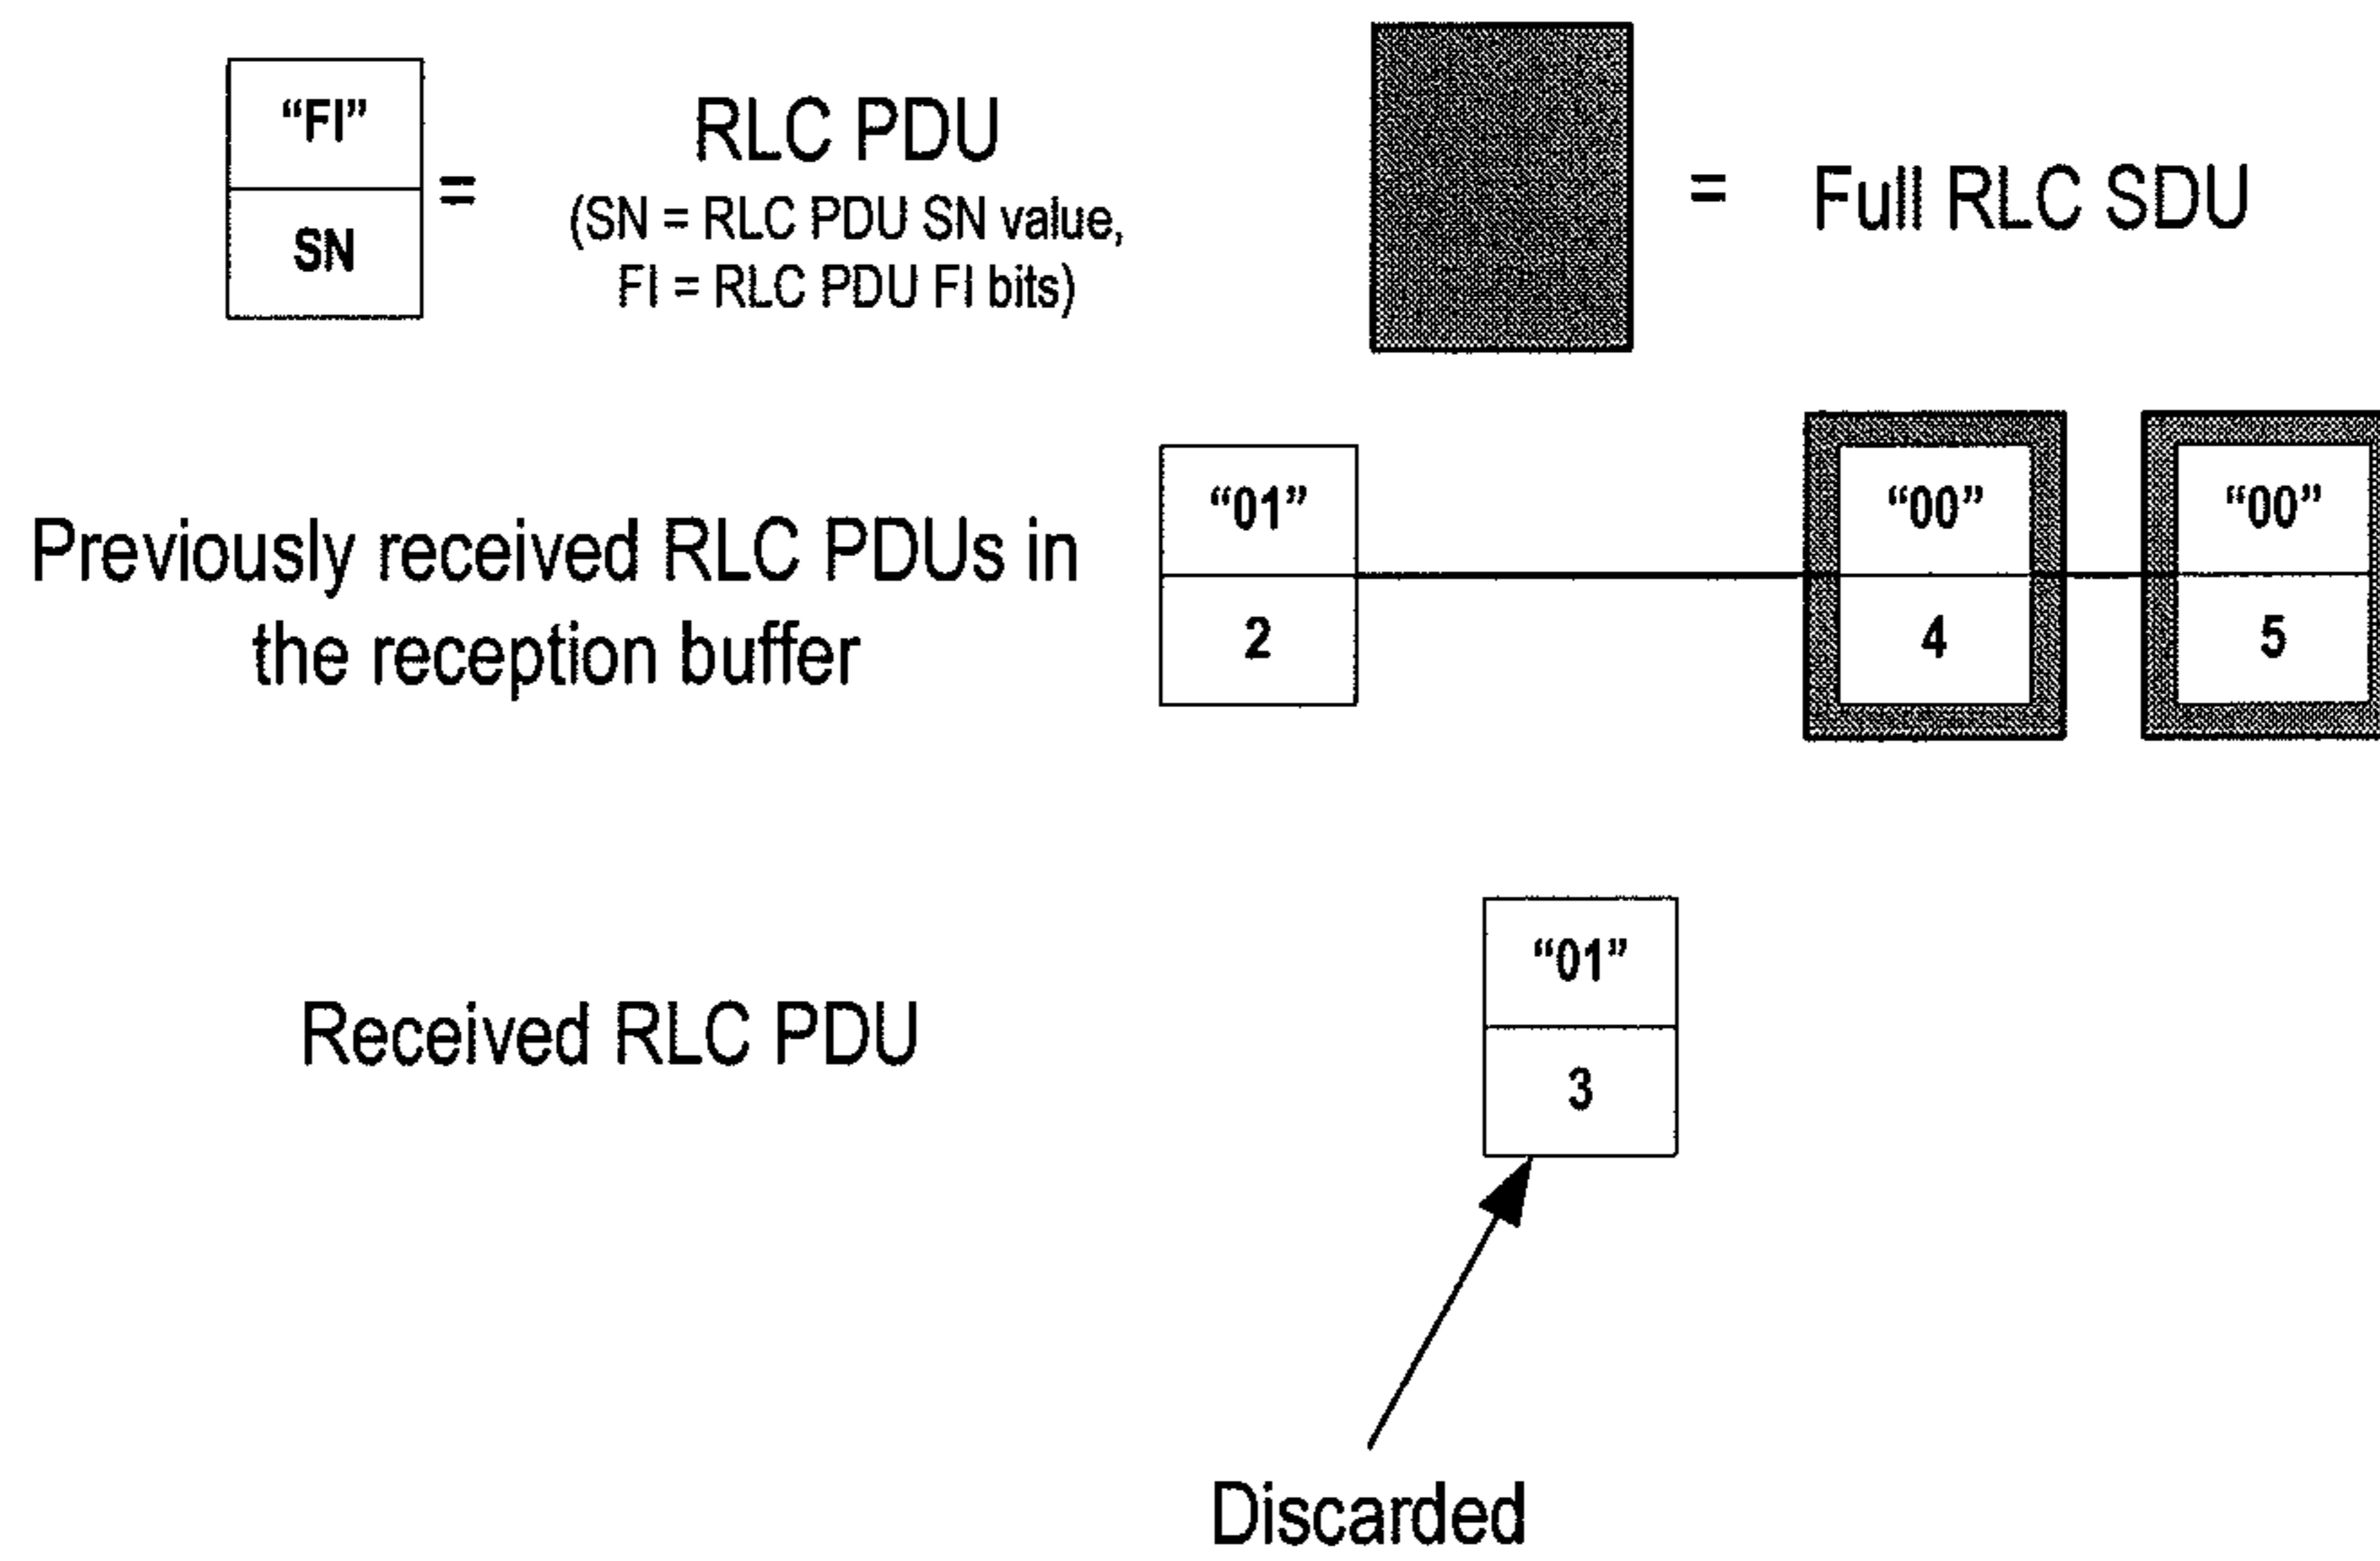 “FI”
SN
=
RLC PDU
(SN = RLC PDU SN value,
FI = RLC PDU FI bits)
= Full RLC SDU
Previously received RLC PDUs in
the reception buffer
“01”
2
“00”
4
“00”
5
Received RLC PDU
“01”
3
Discarded